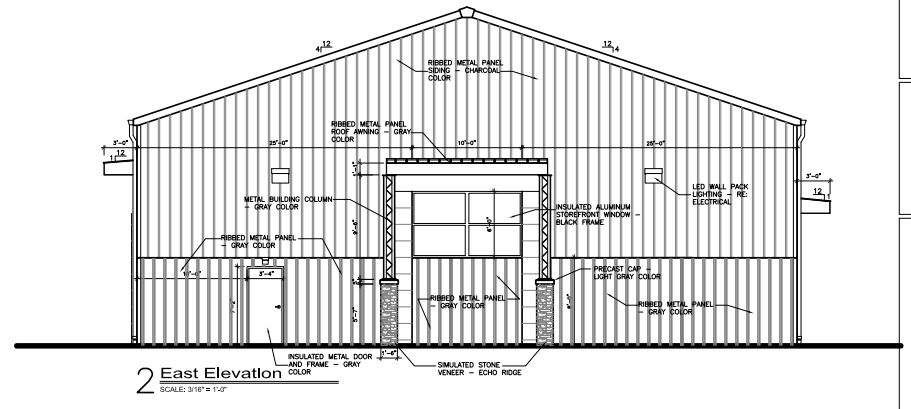 12
4
12
4
RIBBED METAL PANEL
SIDING - CHARCOAL
COLOR
RIBBED METAL PANEL
ROOF AWNING - GRAY
COLOR
3'-0"
25'-0"
10'-0"
25'-0"
12
1
1'-1"
3'-0"
12
1
LED WALL PACK
LIGHTING - RE:
ELECTRICAL
METAL BUILDING COLUMN
- GRAY COLOR
INSULATED ALUMINUM
STOREFRONT WINDOW -
BLACK FRAME
6'-0"
RIBBED METAL PANEL
- GRAY COLOR
3'-4"
PRECAST CAP -
LIGHT GRAY COLOR
RIBBED METAL PANEL
- GRAY COLOR
RIBBED METAL PANEL
- GRAY COLOR
5'-7"
1'-6"
INSULATED METAL DOOR
AND FRAME - GRAY
COLOR
SIMULATED STONE
VENEER - ECHO RIDGE
2 East Elevation
SCALE: 3/16" = 1'-0"